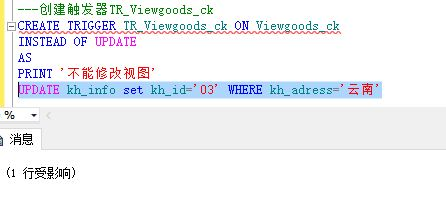 ---创建触发器TR_Viewgoods_ck
CREATE TRIGGER TR_Viewgoods_ck ON Viewgoods_ck
INSTEAD OF UPDATE
AS
PRINT '不能修改视图'
UPDATE kh_info set kh_id='03' WHERE kh_adress='云南'
%
消息
(1 行受影响)